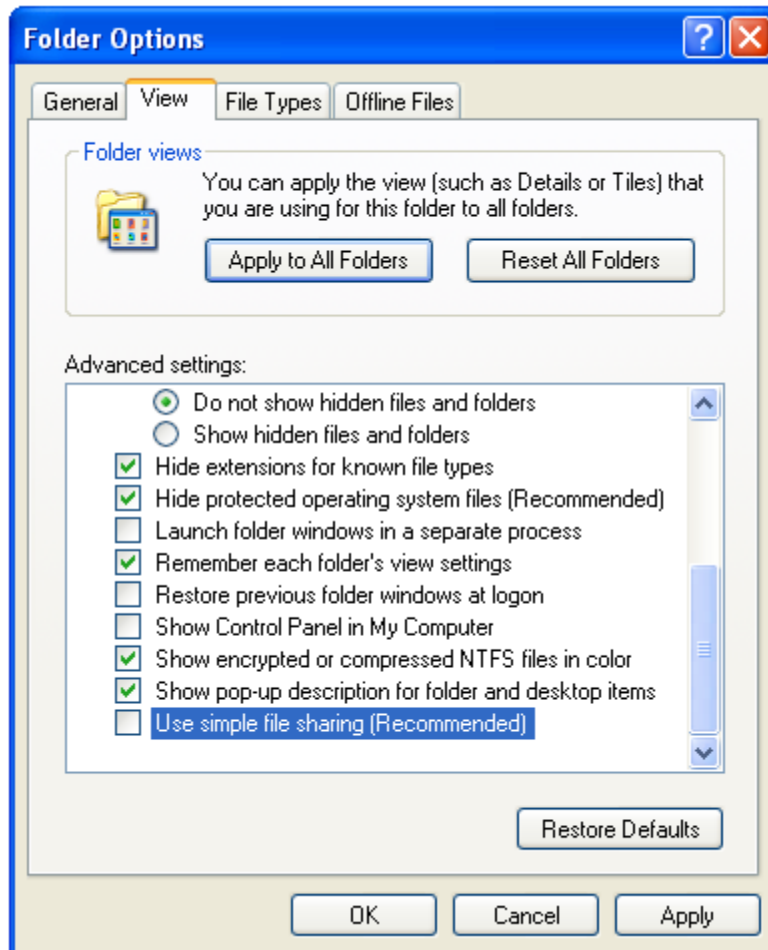 Folder Options
General View File Types Offline Files
Folder views
You can apply the view (such as Details or Tiles) that
you are using for this folder to all folders.
Apply to All Folders Reset All Folders
Advanced settings:
Do not show hidden files and folders
Show hidden files and folders
Hide extensions for known file types
Hide protected operating system files (Recommended)
Launch folder windows in a separate process
Remember each folder's view settings
Restore previous folder windows at logon
Show Control Panel in My Computer
Show encrypted or compressed NTFS files in color
Show pop-up description for folder and desktop items
Use simple file sharing (Recommended)
Restore Defaults
OK Cancel Apply